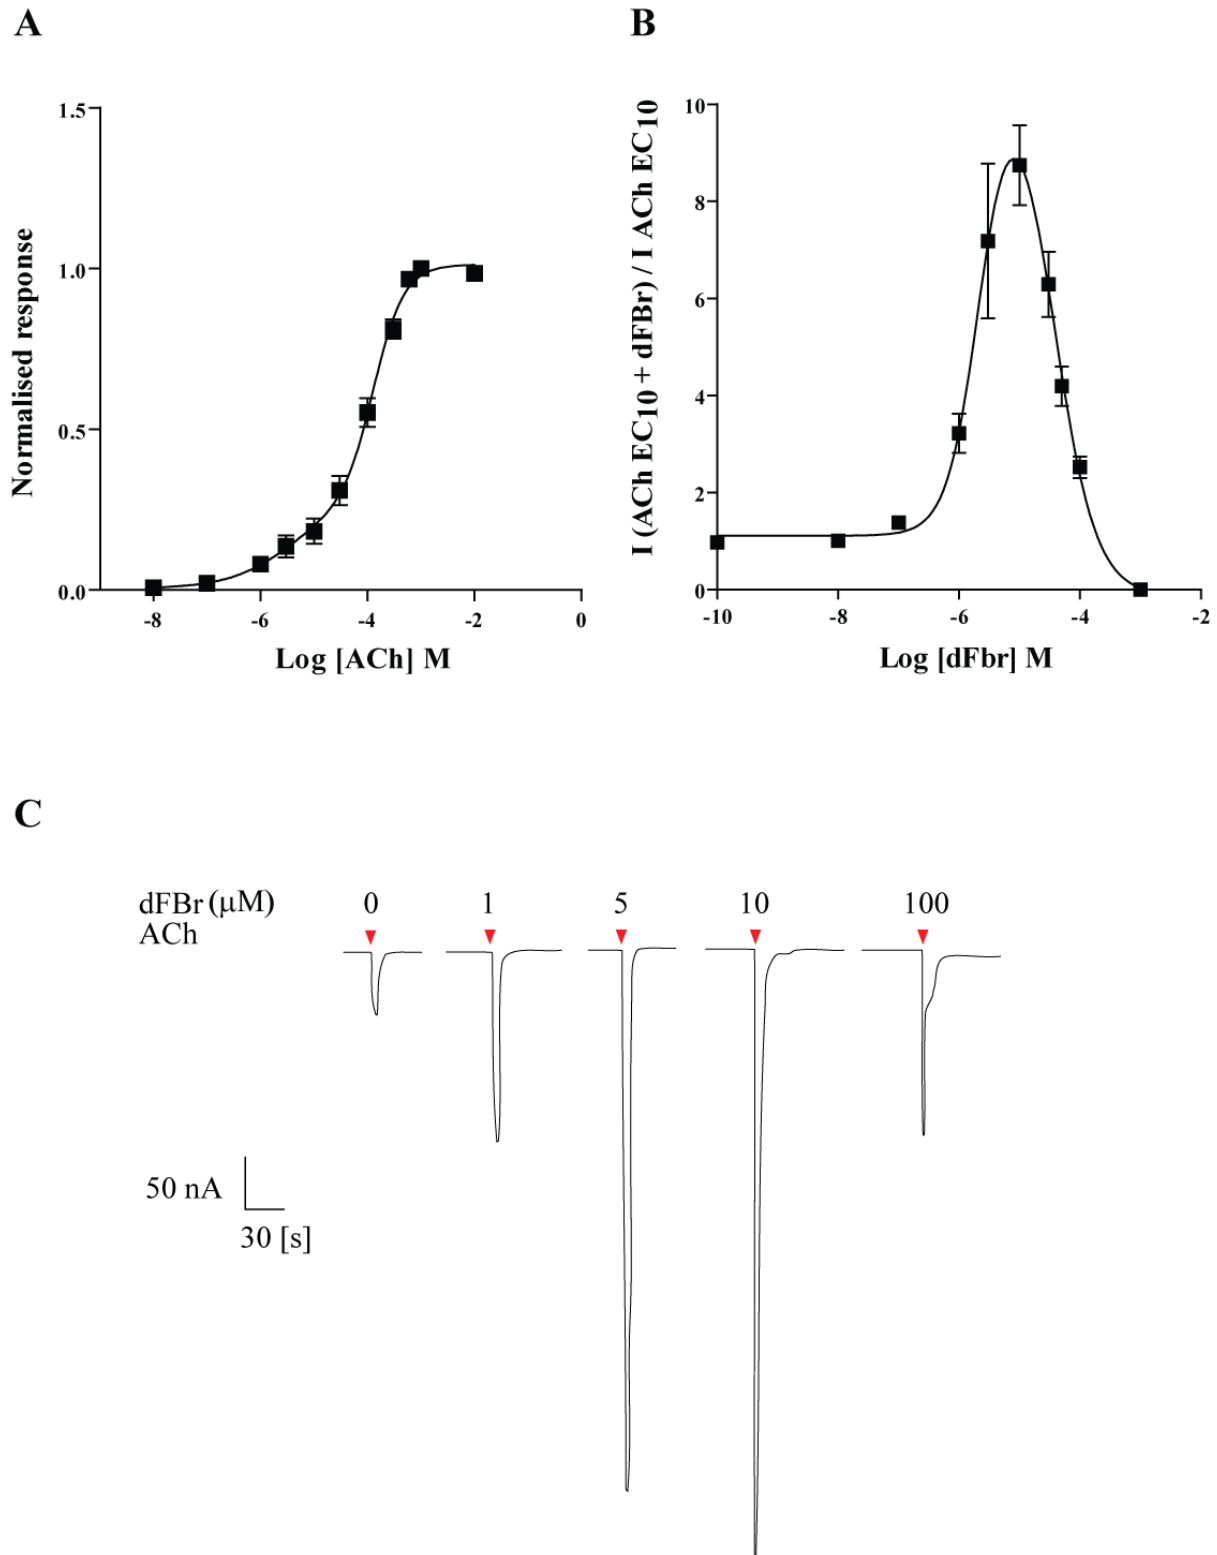 A
B
1.5
1.0
0.5
0.0
Normalised response
-8
-6
-4
-2
0
Log [ACh] M
10
8
6
4
2
0
I (ACh EC10 + dFBr) / I ACh EC10
-10
-8
-6
-4
-2
Log [dFbr] M
C
dFBr (μM) 0 1 5 10 100
ACh
50 nA
30 [s]